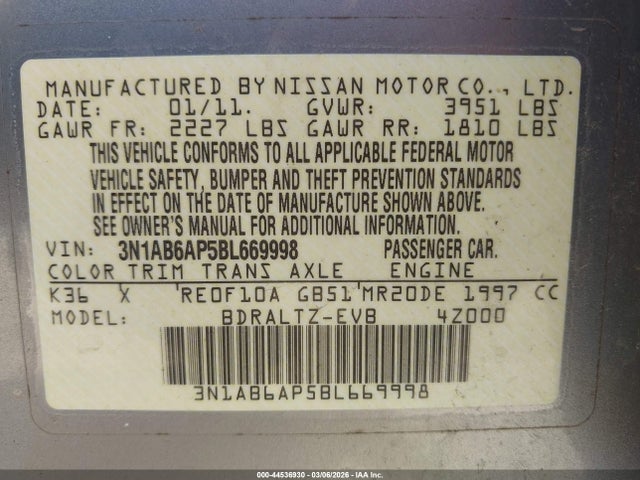 MANUFACTURED BY NISSAN MOTOR CO., LTD.
DATE: 01/11. GVWR: 3951 LBS
GAWR FR: 2227 LBS GAWR RR: 1810 LBS
THIS VEHICLE CONFORMS TO ALL APPLICABLE FEDERAL MOTOR
VEHICLE SAFETY, BUMPER AND THEFT PREVENTION STANDARDS
IN EFFECT ON THE DATE OF MANUFACTURE SHOWN ABOVE.
SEE OWNER'S MANUAL FOR ADDITIONAL INFORMATION.
VIN: 3N1AB6AP5BL669998 PASSENGER CAR.
COLOR TRIM TRANS AXLE ENGINE
K36 X RE0F10A GB51 MR20DE 1997 CC
MODEL: BDRALTZ-EVB 4Z000
3N1AB6AP5BL669998
000-44536930 - 03/06/2026 - IAA Inc.